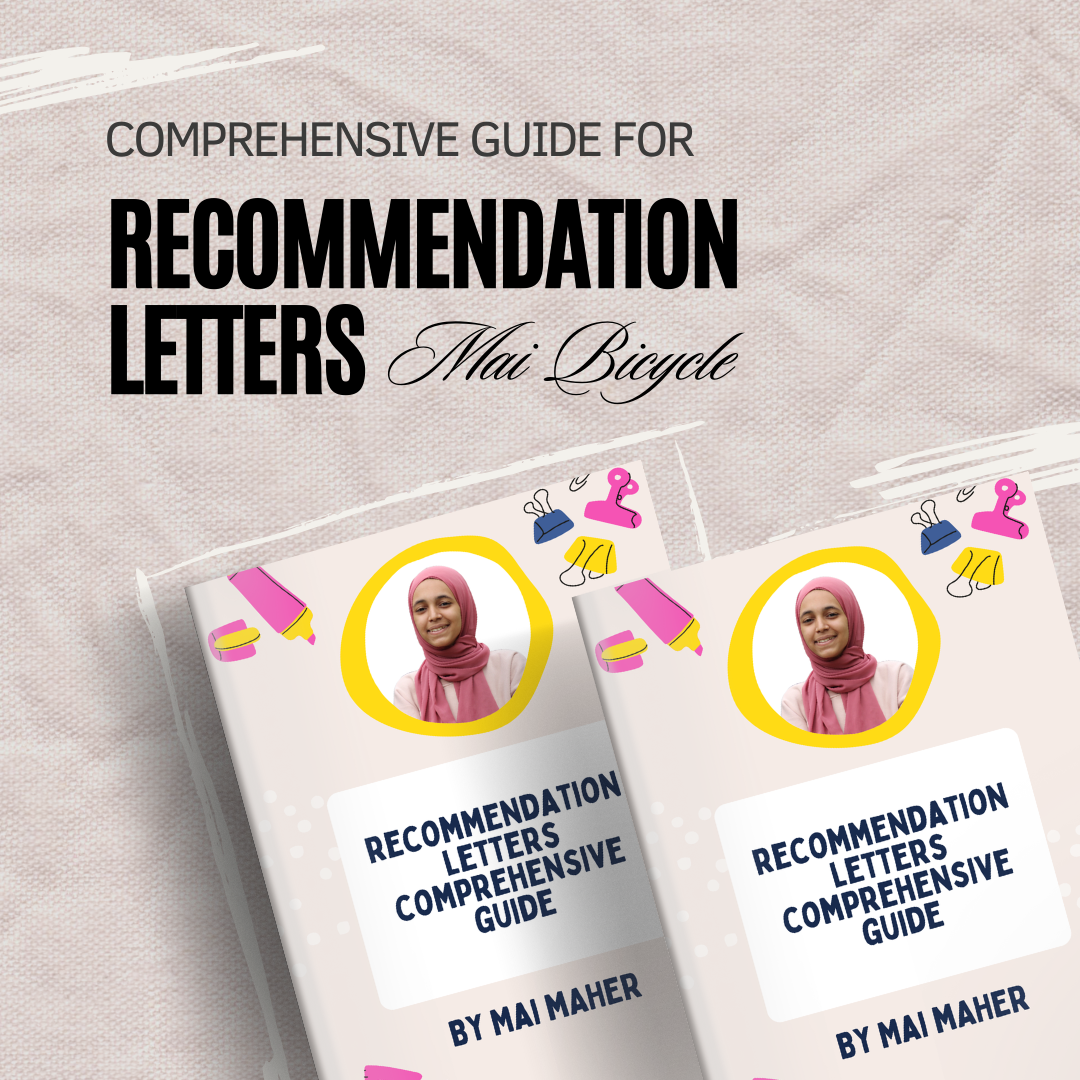 COMPREHENSIVE GUIDE FOR
RECOMMENDATION
LETTERS Mai Bicycle
RECOMMENDATION
LETTERS
COMPREHENSIVE
GUIDE
BY MAI MAHER
RECOMMENDATION
LETTERS
COMPREHENSIVE
GUIDE
BY MAI MAHER